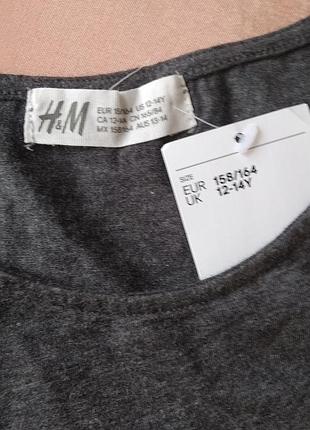 H&M
EUR 158/164 US 12-14Y
CA 12-14 CN 165/84
MX 158/164 AUS 13-14
SIZE
EUR 158/164
UK 12-14Y